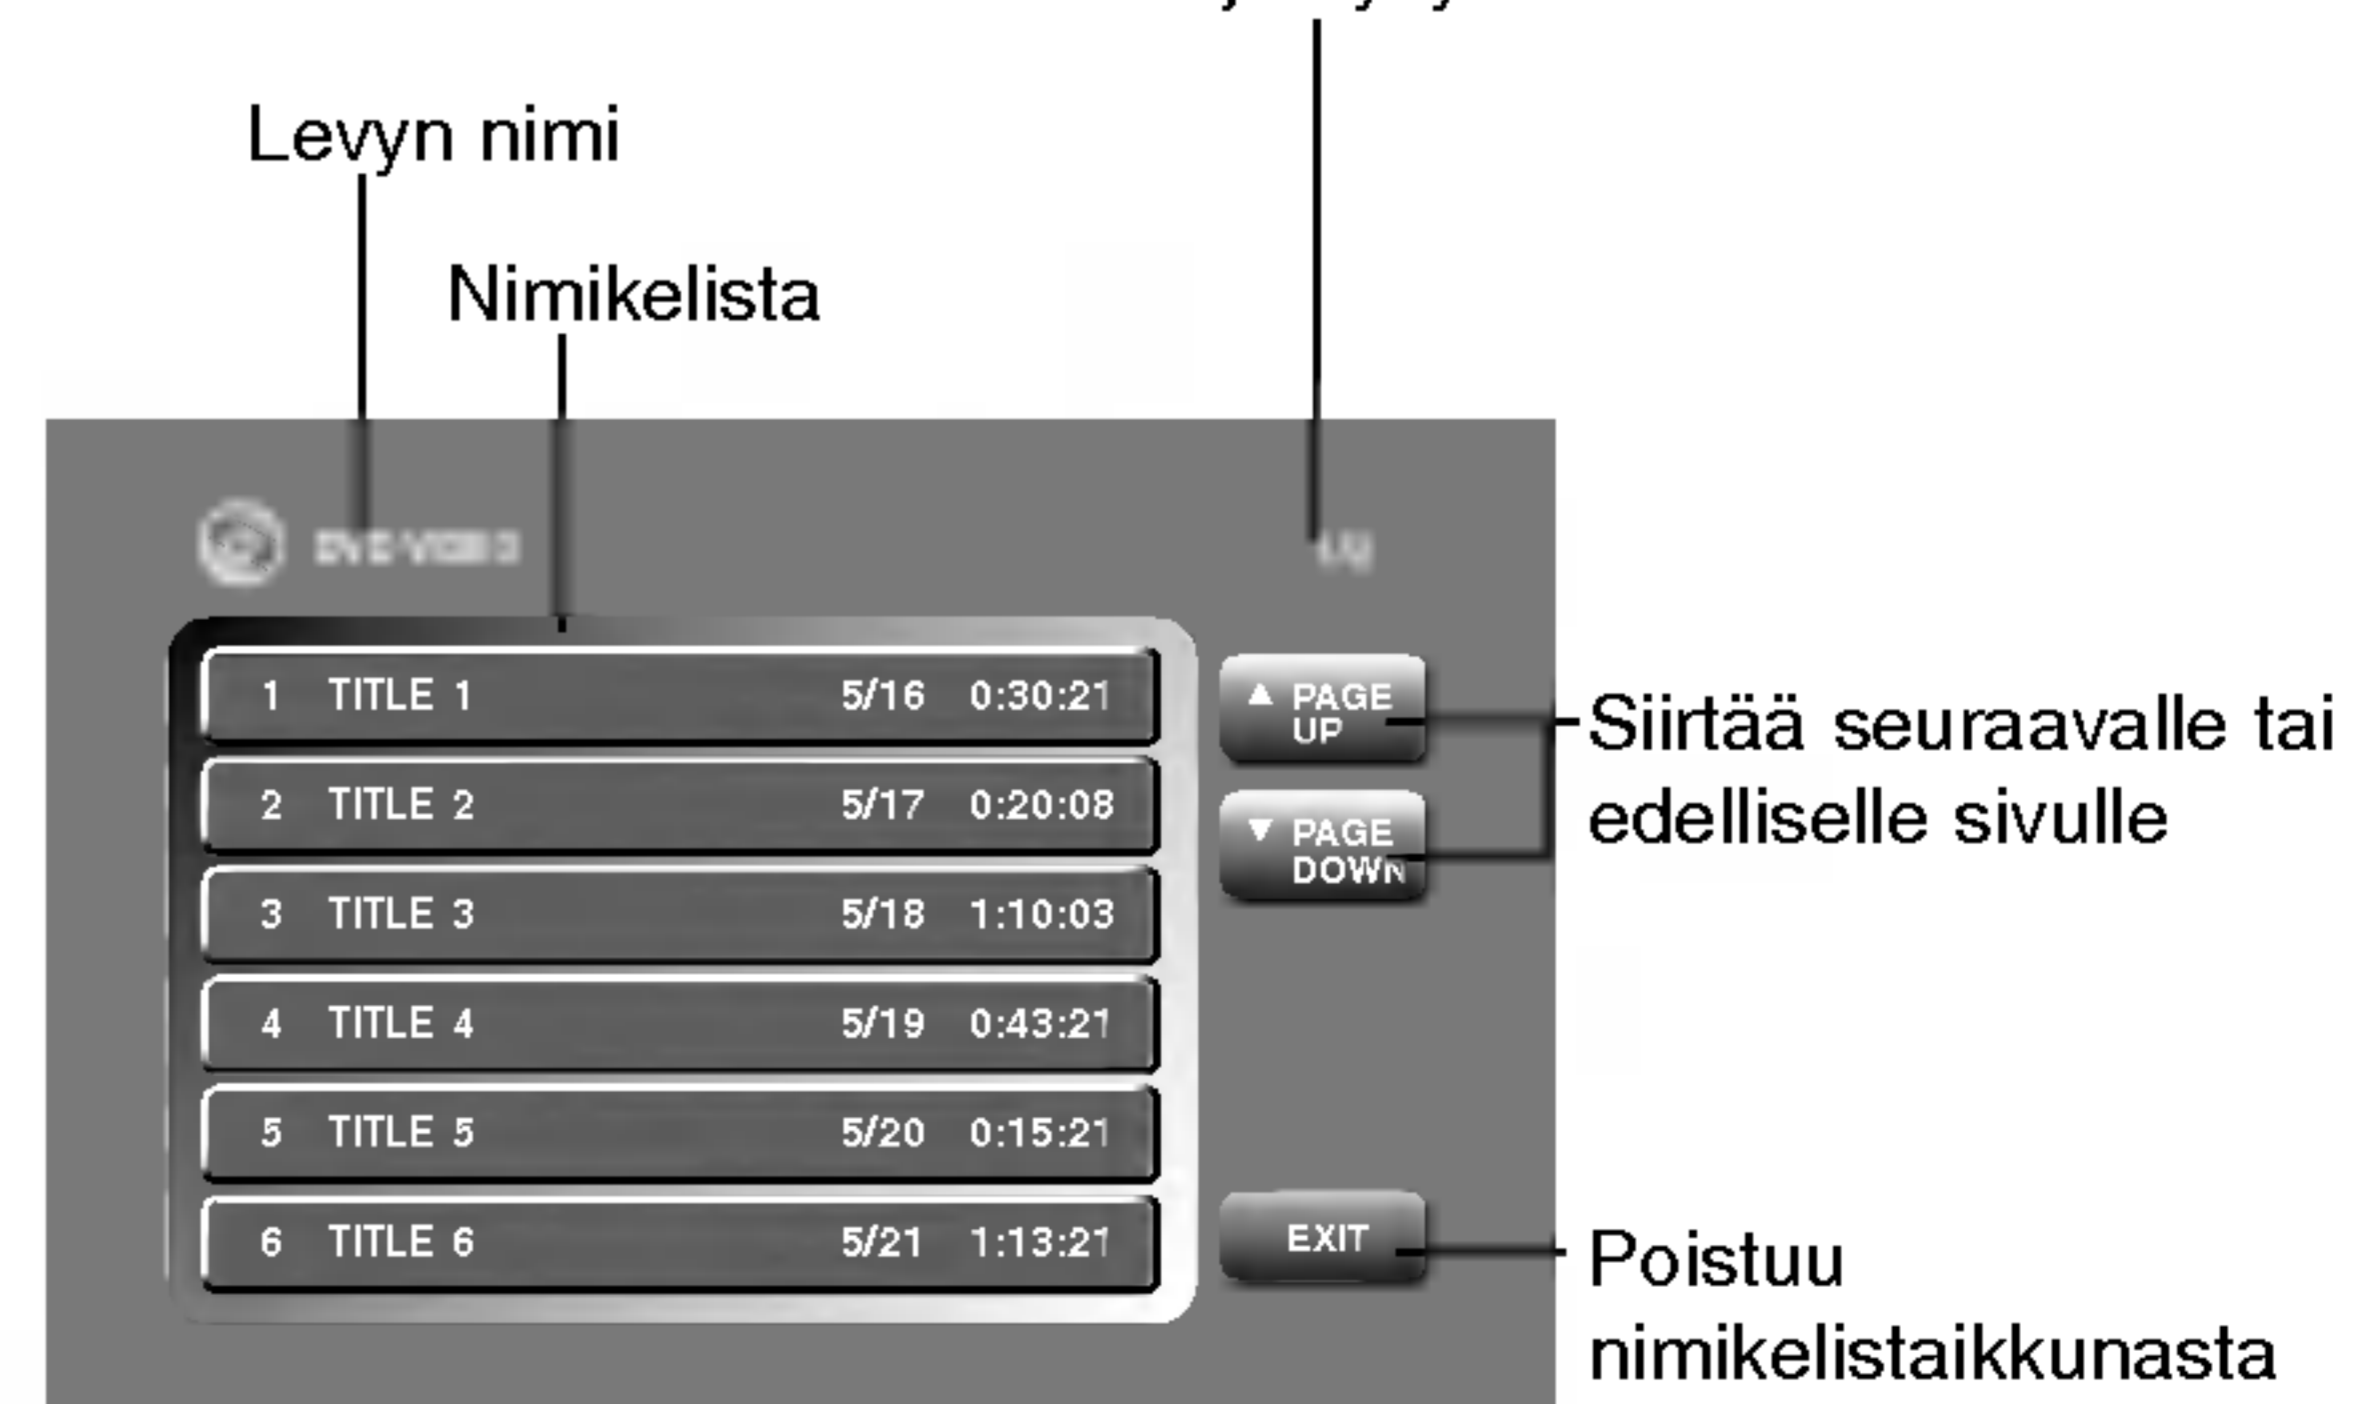 Levyn nimi
Nimikelista
1 TITLE 1 5/16 0:30:21
2 TITLE 2 5/17 0:20:08
3 TITLE 3 5/18 1:10:03
4 TITLE 4 5/19 0:43:21
5 TITLE 5 5/20 0:15:21
6 TITLE 6 5/21 1:13:21
▲ PAGE
UP
▼ PAGE
DOWN
EXIT
Siirtää seuraavalle tai
edelliselle sivulle
Poistuu
nimikelistaikkunasta